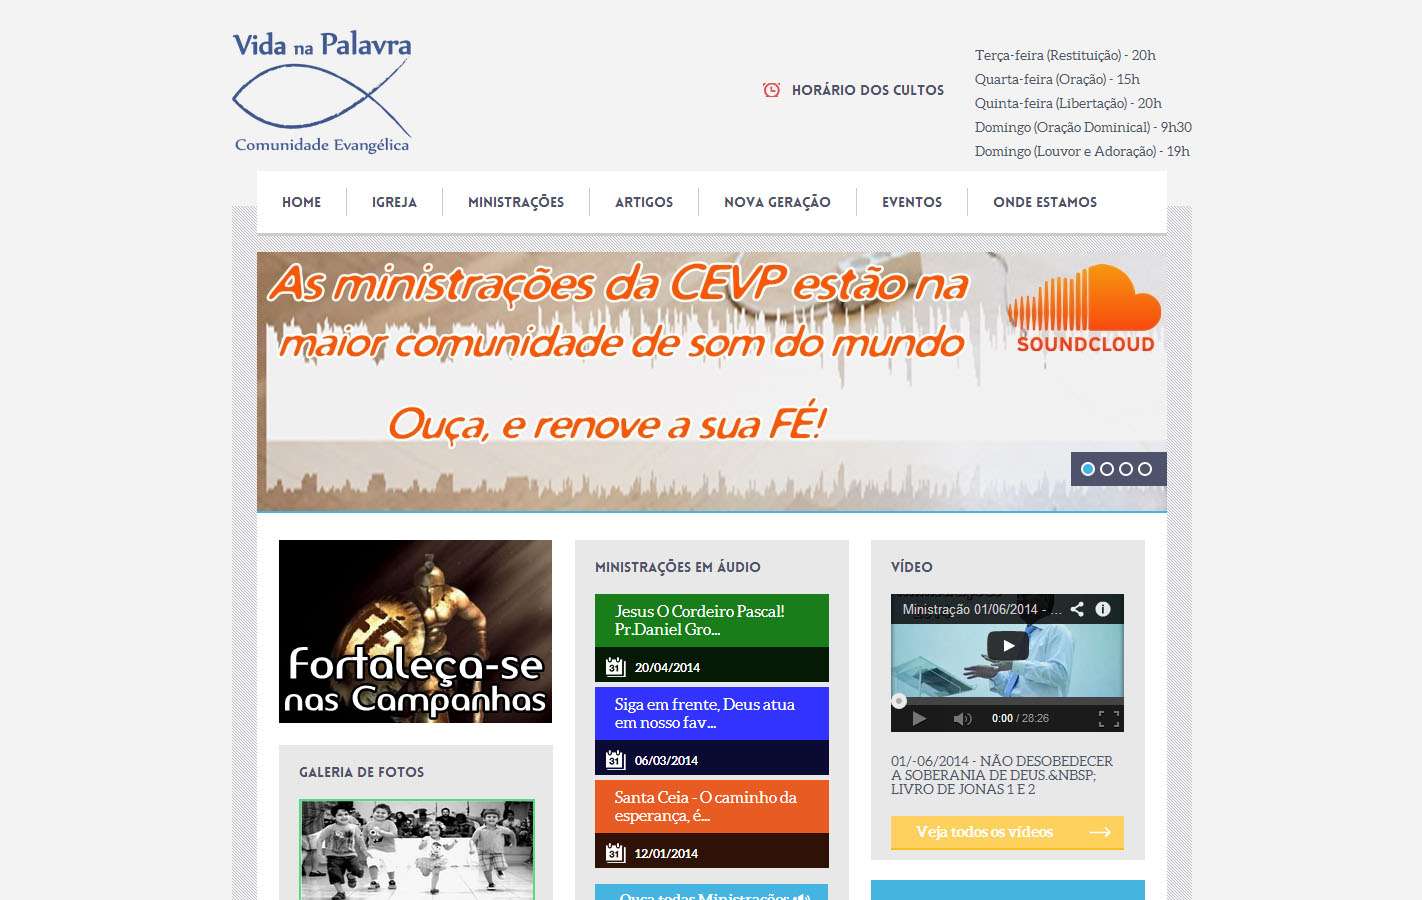 Vida na Palavra
Comunidade Evangélica
HORÁRIO DOS CULTOS
Terça-feira (Restituição) - 20h
Quarta-feira (Oração) - 15h
Quinta-feira (Libertação) - 20h
Domingo (Oração Dominical) - 9h30
Domingo (Louvor e Adoração) - 19h
HOME
IGREJA
MINISTRAÇÕES
ARTIGOS
NOVA GERAÇÃO
EVENTOS
ONDE ESTAMOS
As ministrações da CEVP estão na
maior comunidade de som do mundo
Ouça, e renove a sua FÉ!
SOUNDCLOUD
Fortaleça-se
nas Campanhas
GALERIA DE FOTOS
MINISTRAÇÕES EM ÁUDIO
Jesus O Cordeiro Pascal!
Pr.Daniel Gro...
31 20/04/2014
Siga em frente, Deus atua
em nosso fav...
31 06/03/2014
Santa Ceia - O caminho da
esperança, é...
31 12/01/2014
Ouça todas Ministrações
VÍDEO
Ministração 01/06/2014 - ...
0:00 / 28:26
01/-06/2014 - NÃO DESOBEDECER
A SOBERANIA DE DEUS.&NBSP;
LIVRO DE JONAS 1 E 2
Veja todos os vídeos